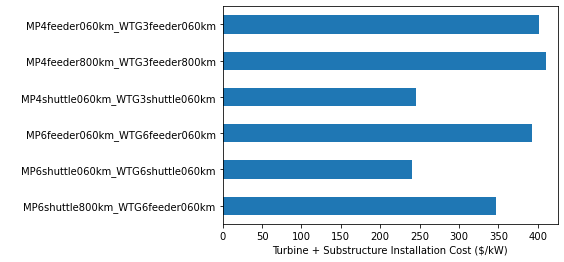 MP4feeder060km_WTG3feeder060km
MP4feeder800km_WTG3feeder800km
MP4shuttle060km_WTG3shuttle060km
MP6feeder060km_WTG6feeder060km
MP6shuttle060km_WTG6shuttle060km
MP6shuttle800km_WTG6feeder060km
0 50 100 150 200 250 300 350 400
Turbine + Substructure Installation Cost ($/kW)